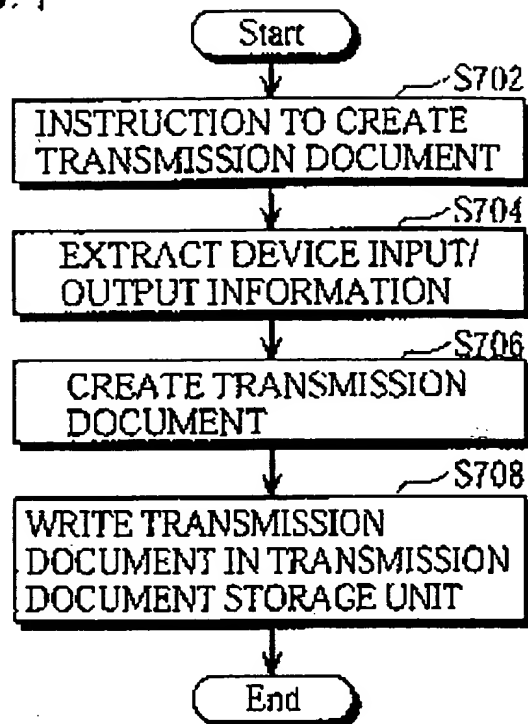 Start
S702
INSTRUCTION TO CREATE
TRANSMISSION DOCUMENT
S704
EXTRACT DEVICE INPUT/
OUTPUT INFORMATION
S706
CREATE TRANSMISSION
DOCUMENT
S708
WRITE TRANSMISSION
DOCUMENT IN TRANSMISSION
DOCUMENT STORAGE UNIT
End